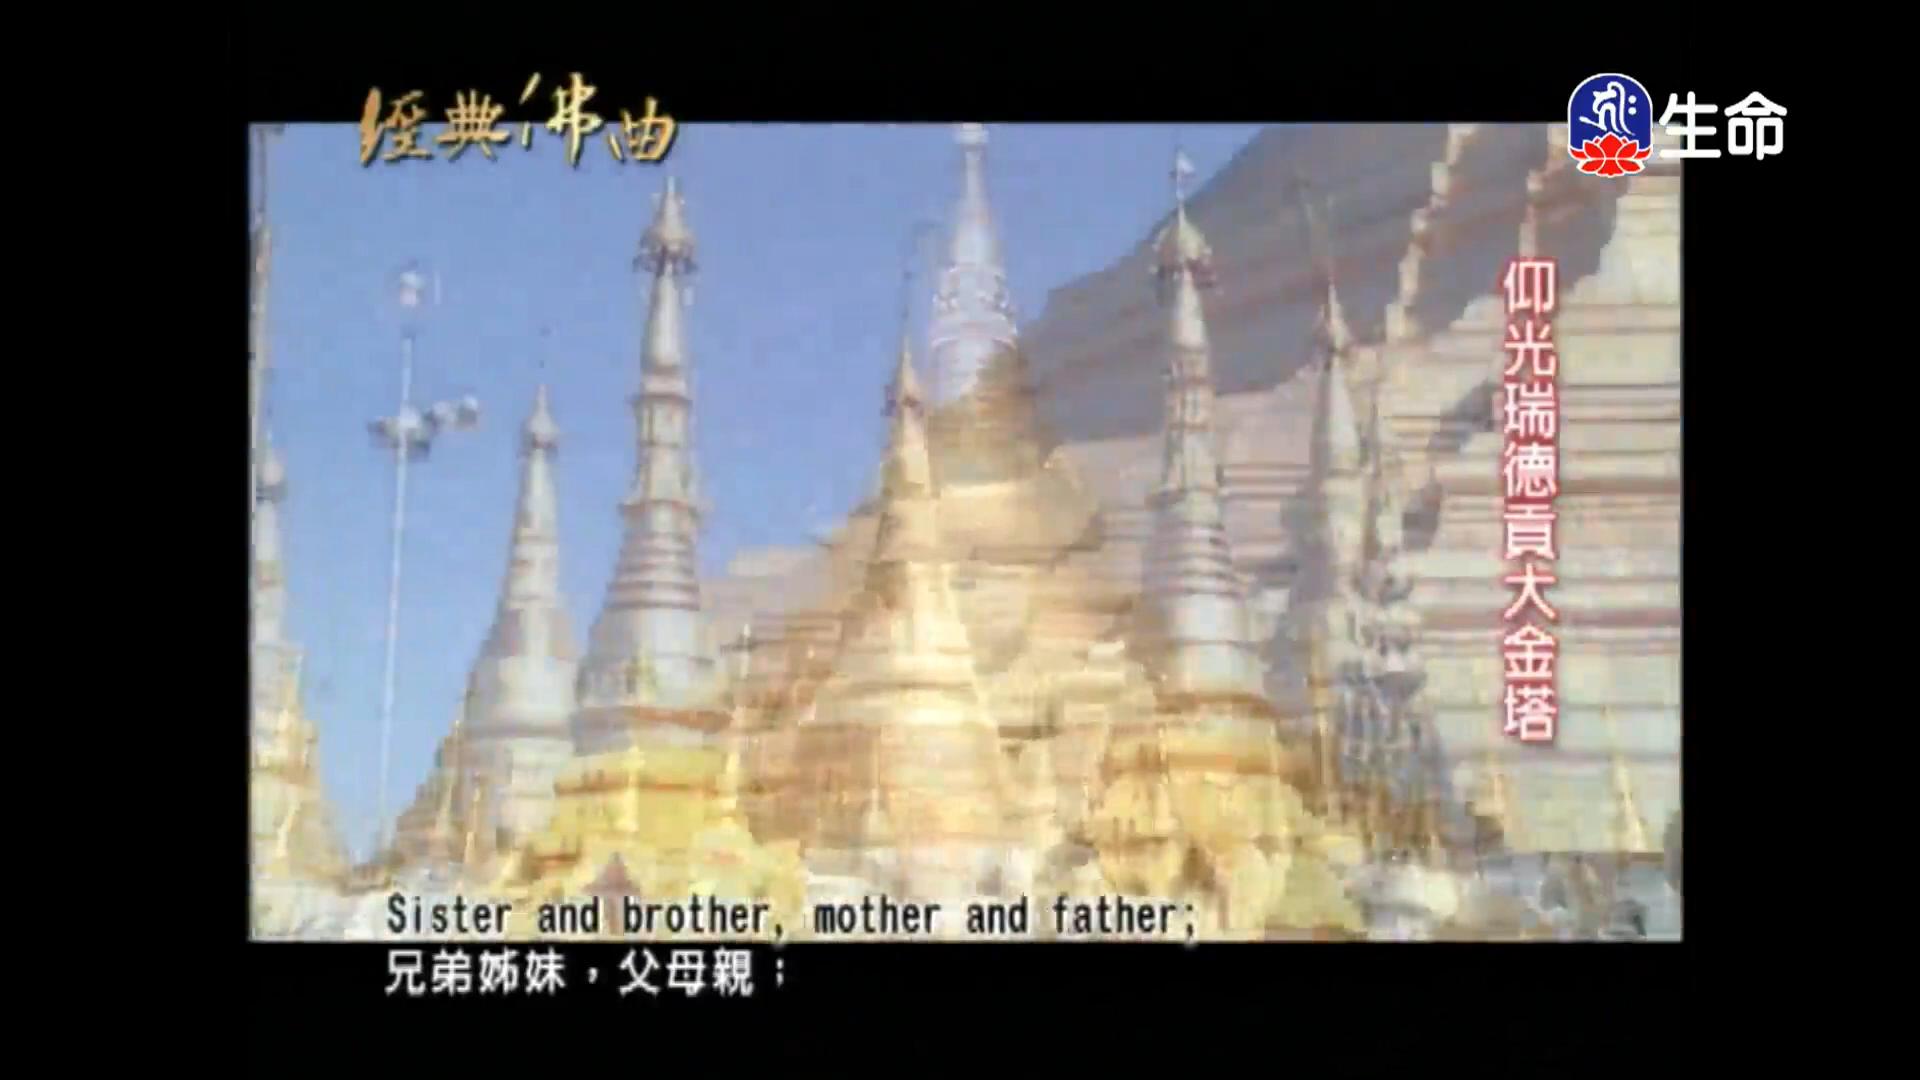 經典佛曲
生命
仰光瑞德貢大金塔
Sister and brother, mother and father;
兄弟姊妹，父母親；